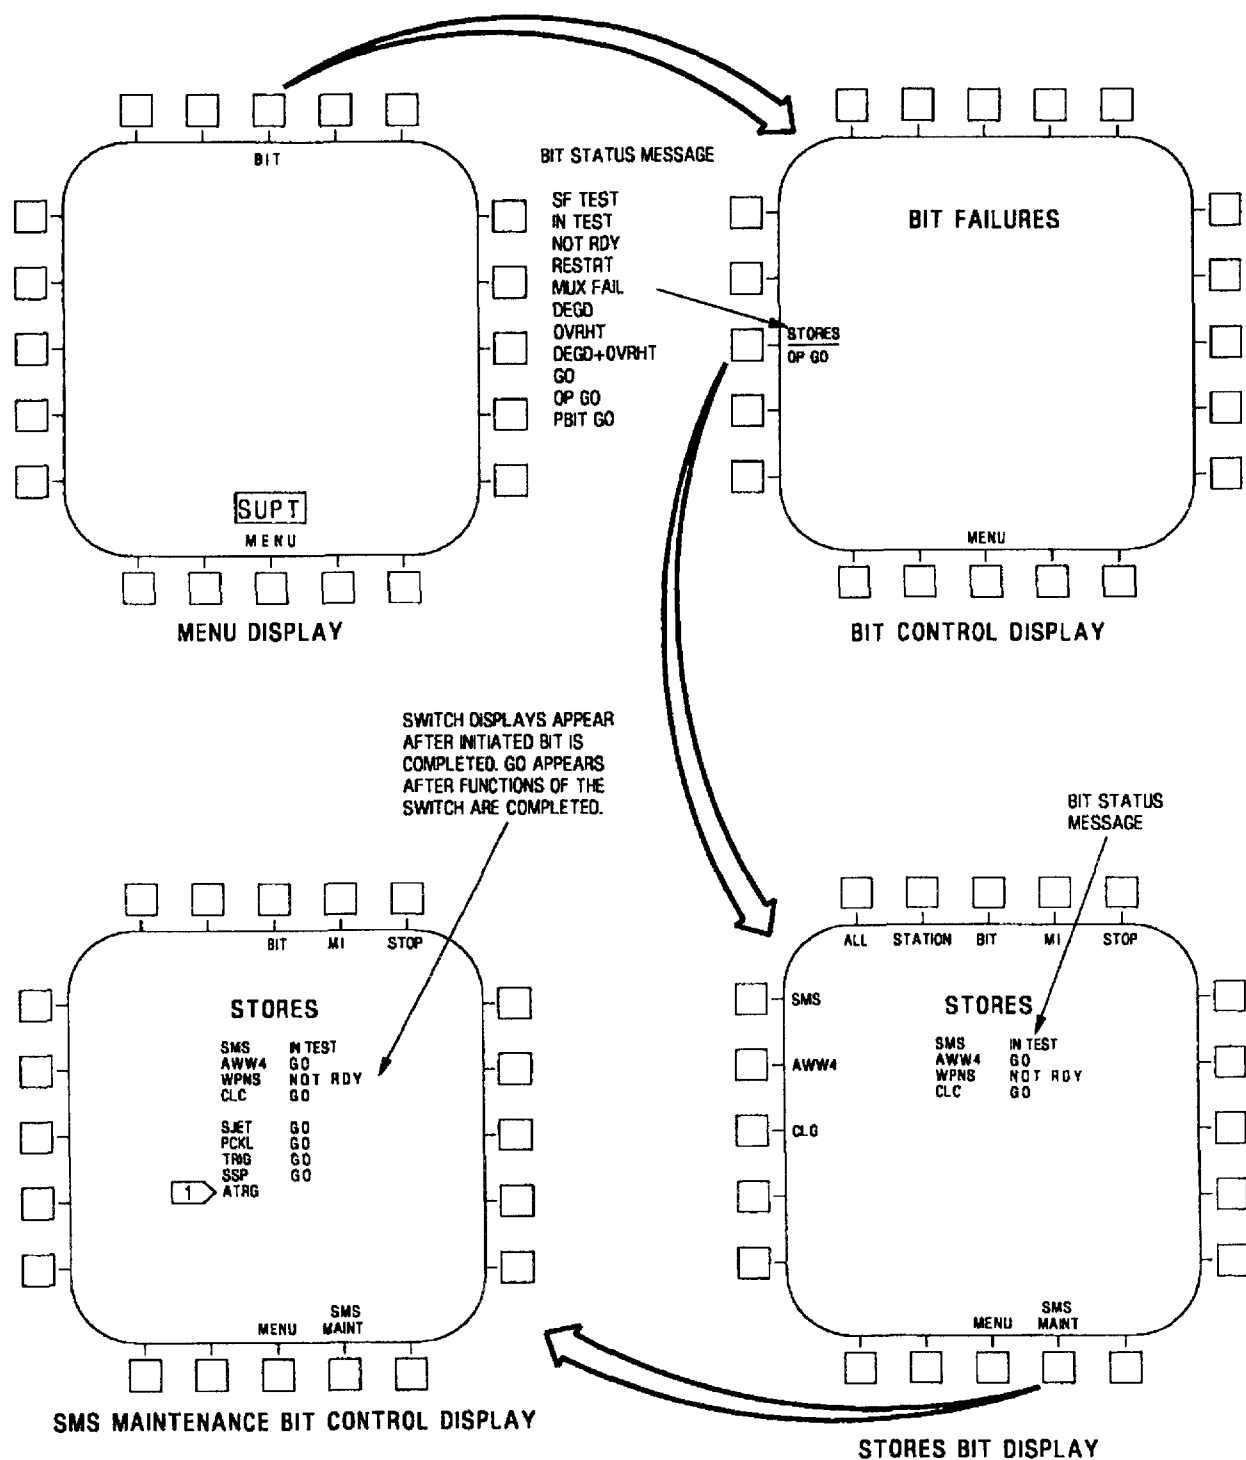 BIT
SUPT
MENU
MENU DISPLAY
BIT STATUS MESSAGE
SF TEST
IN TEST
NOT RDY
RESTRT
MUX FAIL
DEGD
OVRHT
DEGD+OVRHT
GO
OP GO
PBIT GO
BIT FAILURES
STORES
OP GO
MENU
BIT CONTROL DISPLAY
SWITCH DISPLAYS APPEAR
AFTER INITIATED BIT IS
COMPLETED. GO APPEARS
AFTER FUNCTIONS OF THE
SWITCH ARE COMPLETED.
BIT MI STOP
STORES
SMS IN TEST
AWW4 GO
WPNS NOT RDY
CLC GO
SJET GO
PCKL GO
TRIG GO
SSP GO
1 ATRG
SMS
MENU MAINT
SMS MAINTENANCE BIT CONTROL DISPLAY
BIT STATUS
MESSAGE
ALL STATION BIT MI STOP
SMS
AWW4
CLG
STORES
SMS IN TEST
AWW4 GO
WPNS NOT RDY
CLC GO
SMS
MENU MAINT
STORES BIT DISPLAY